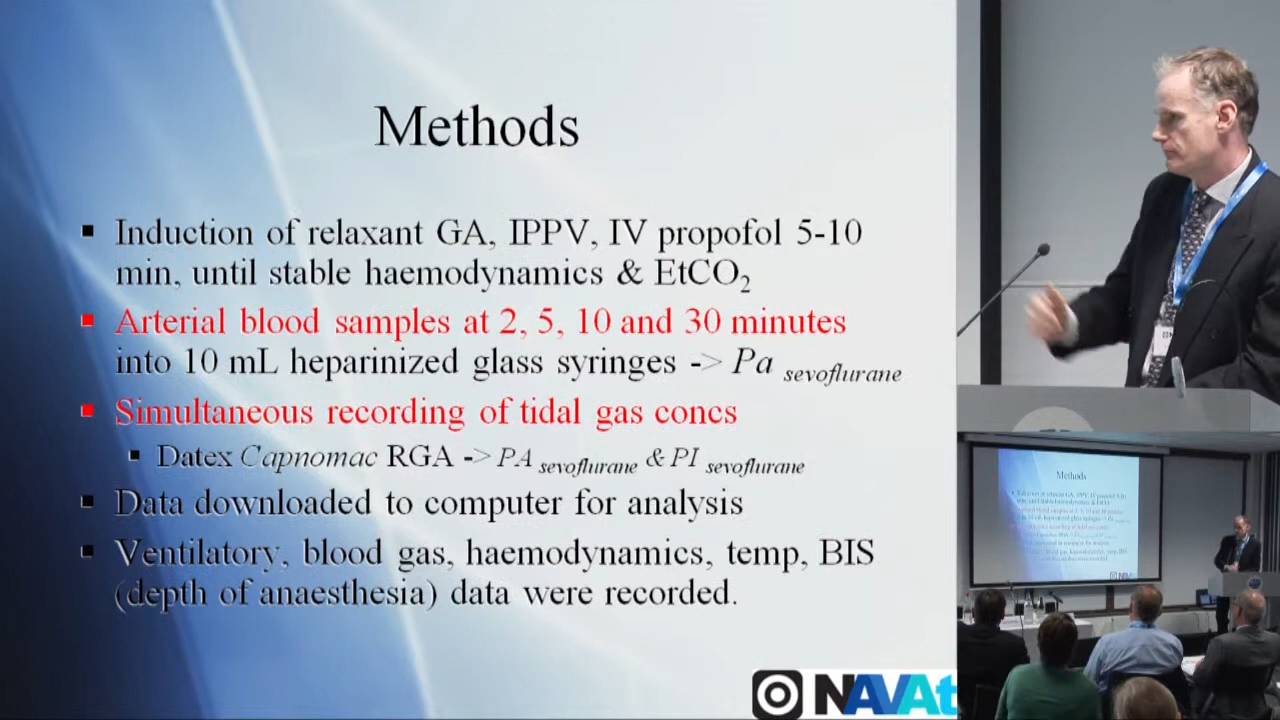 Methods
▪ Induction of relaxant GA, IPPV, IV propofol 5-10
min, until stable haemodynamics & EtCO₂
▪ Arterial blood samples at 2, 5, 10 and 30 minutes
into 10 mL heparinized glass syringes -> Pa sevoflurane
▪ Simultaneous recording of tidal gas concs
▪ Datex Capnomac RGA -> PA sevoflurane & PI sevoflurane
▪ Data downloaded to computer for analysis
▪ Ventilatory, blood gas, haemodynamics, temp, BIS
(depth of anaesthesia) data were recorded.
NAVAt
Methods
NAVAt